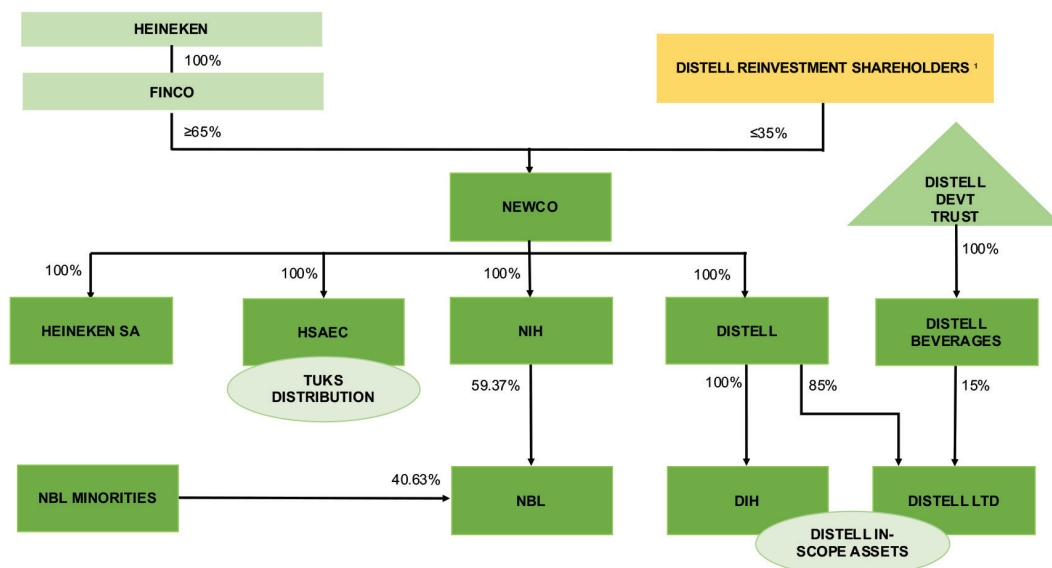 HEINEKEN
100%
DISTELL REINVESTMENT SHAREHOLDERS ¹
FINCO
≥65%
≤35%
DISTELL
DEVT
TRUST
NEWCO
100%
100%
100%
100%
100%
HEINEKEN SA
HSAEC
NIH
DISTELL
DISTELL
BEVERAGES
TUKS
DISTRIBUTION
59.37%
100%
85%
15%
40.63%
NBL MINORITIES
NBL
DIH
DISTELL LTD
DISTELL IN-
SCOPE ASSETS